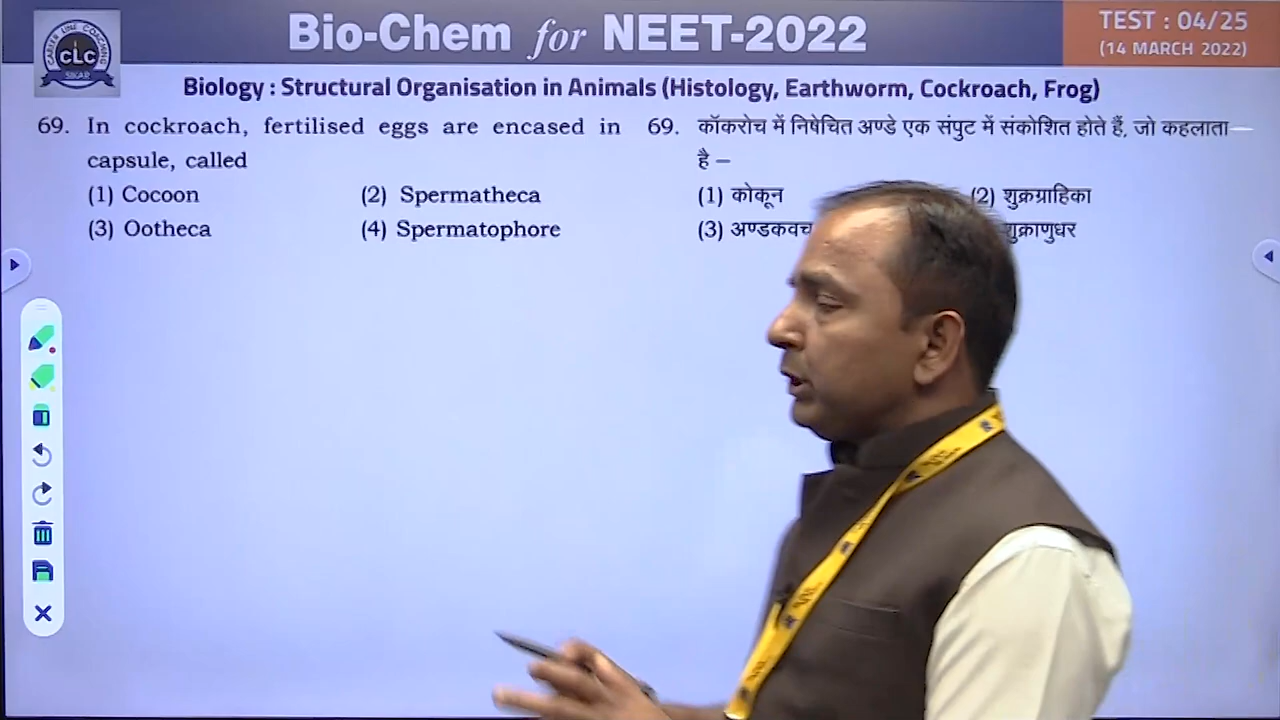 Bio-Chem for NEET-2022
TEST : 04/25
(14 MARCH 2022)
CAREER LINE COACHING
CLC
SIKAR
Biology : Structural Organisation in Animals (Histology, Earthworm, Cockroach, Frog)
69. In cockroach, fertilised eggs are encased in
capsule, called
(1) Cocoon (2) Spermatheca
(3) Ootheca (4) Spermatophore
69. कॉकरोच में निषेचित अण्डे एक संपुट में संकोशित होते हैं, जो कहलाता
है –
(1) कोकून (2) शुक्रग्राहिका
(3) अण्डकवच शुक्राणुधर